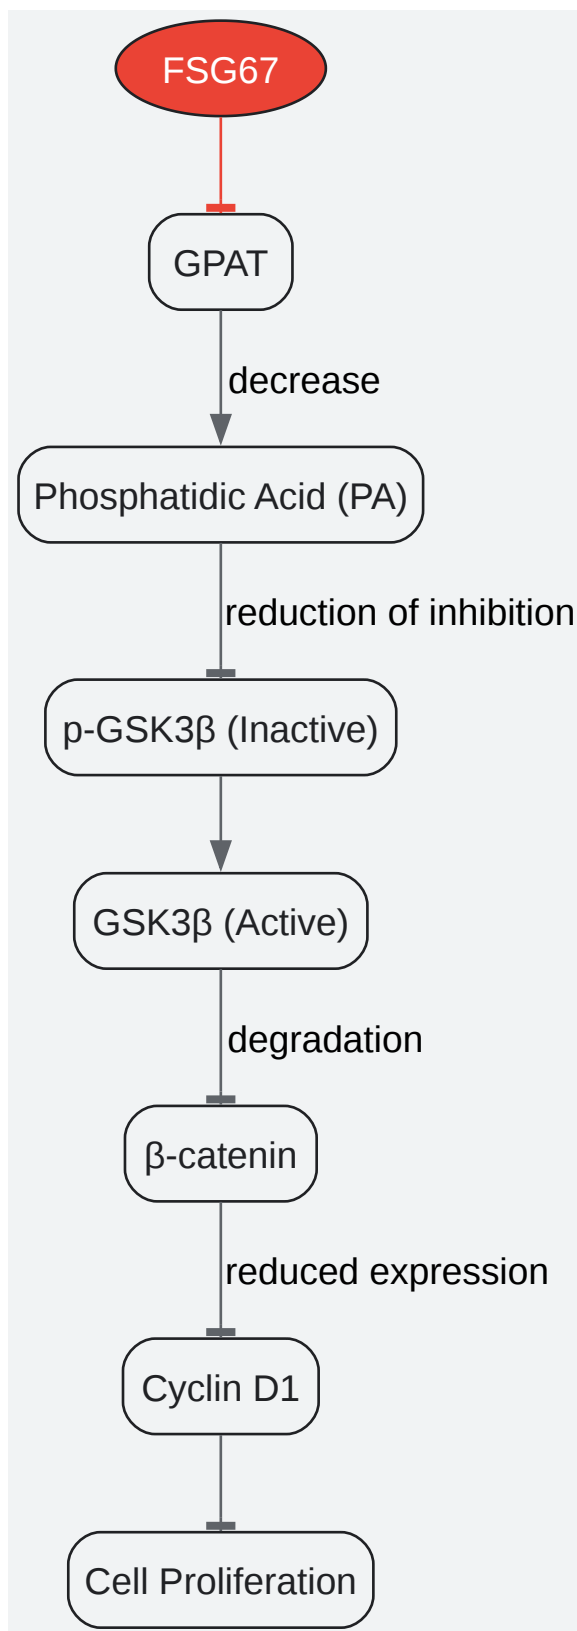 FSG67
GPAT
decrease
Phosphatidic Acid (PA)
reduction of inhibition
p-GSK3β (Inactive)
GSK3β (Active)
degradation
β-catenin
reduced expression
Cyclin D1
Cell Proliferation